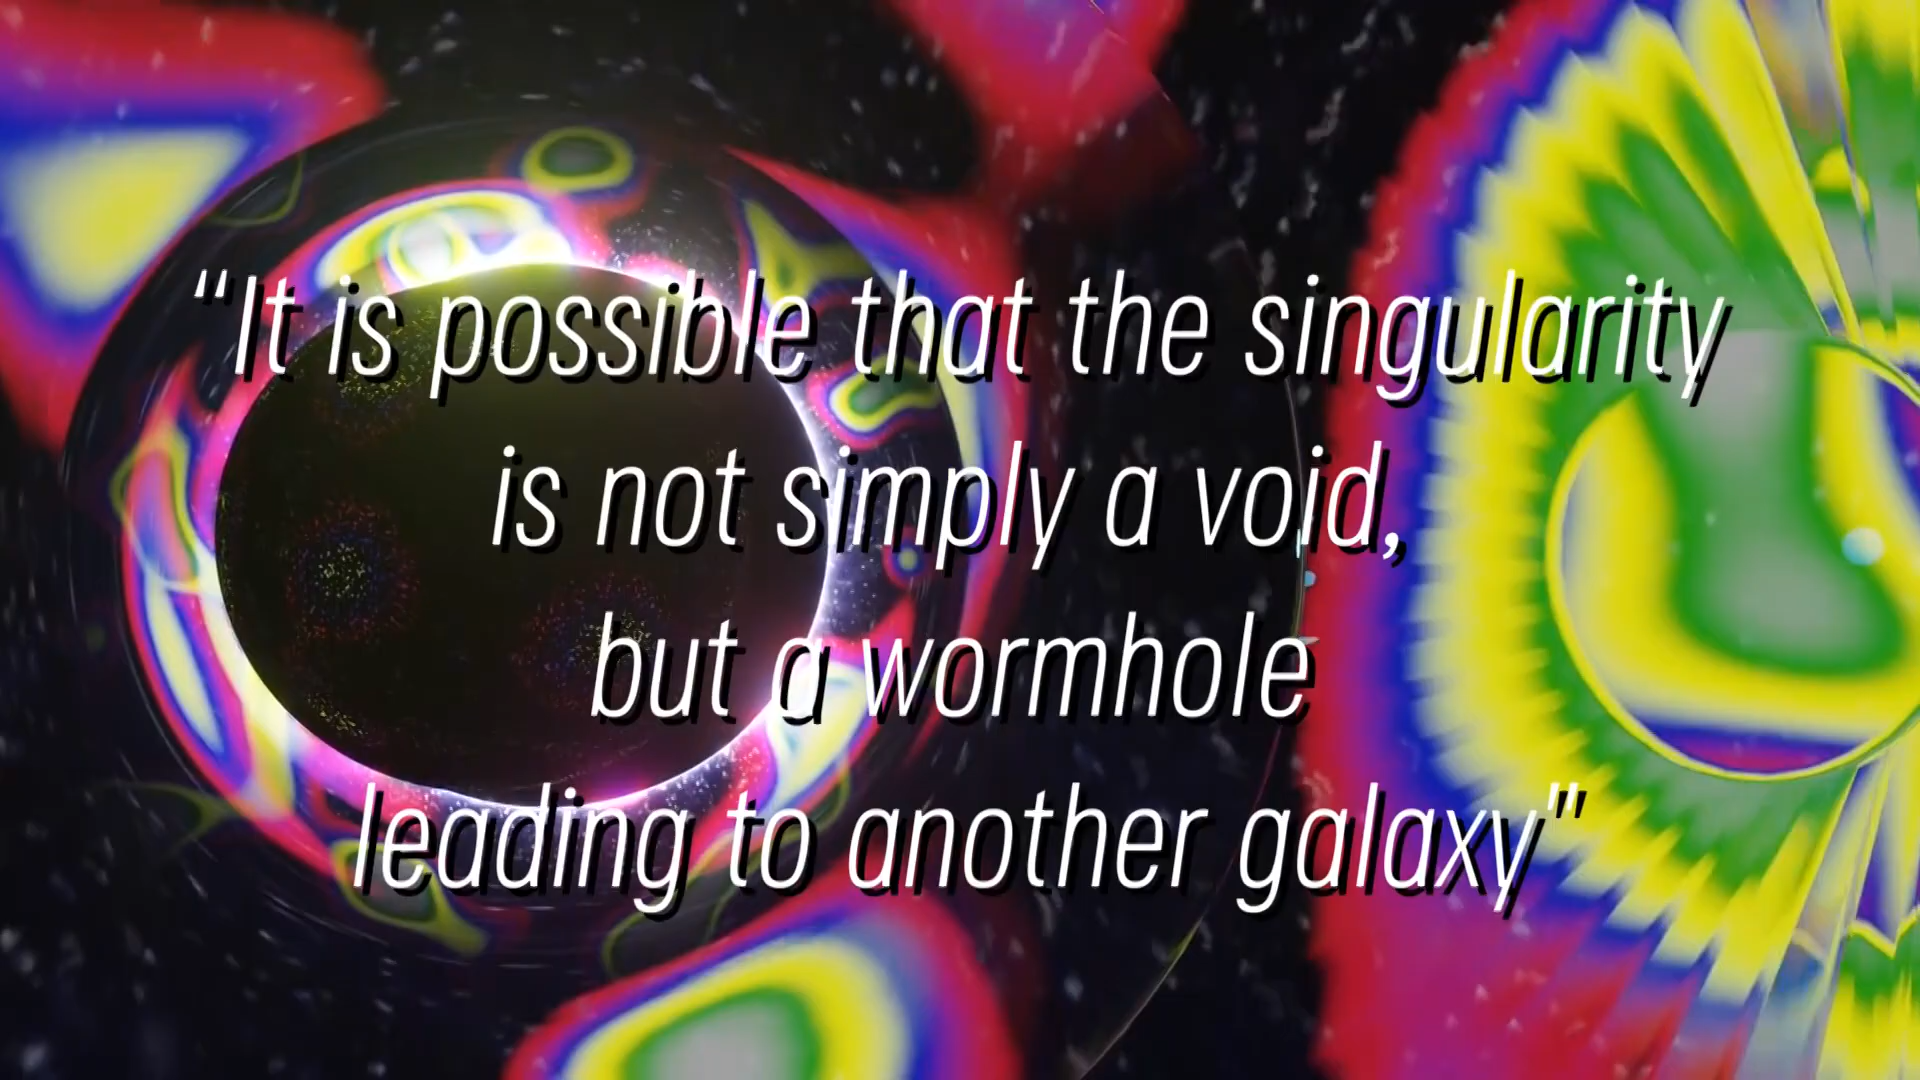 “It is possible that the singularity
is not simply a void,
but a wormhole
leading to another galaxy"